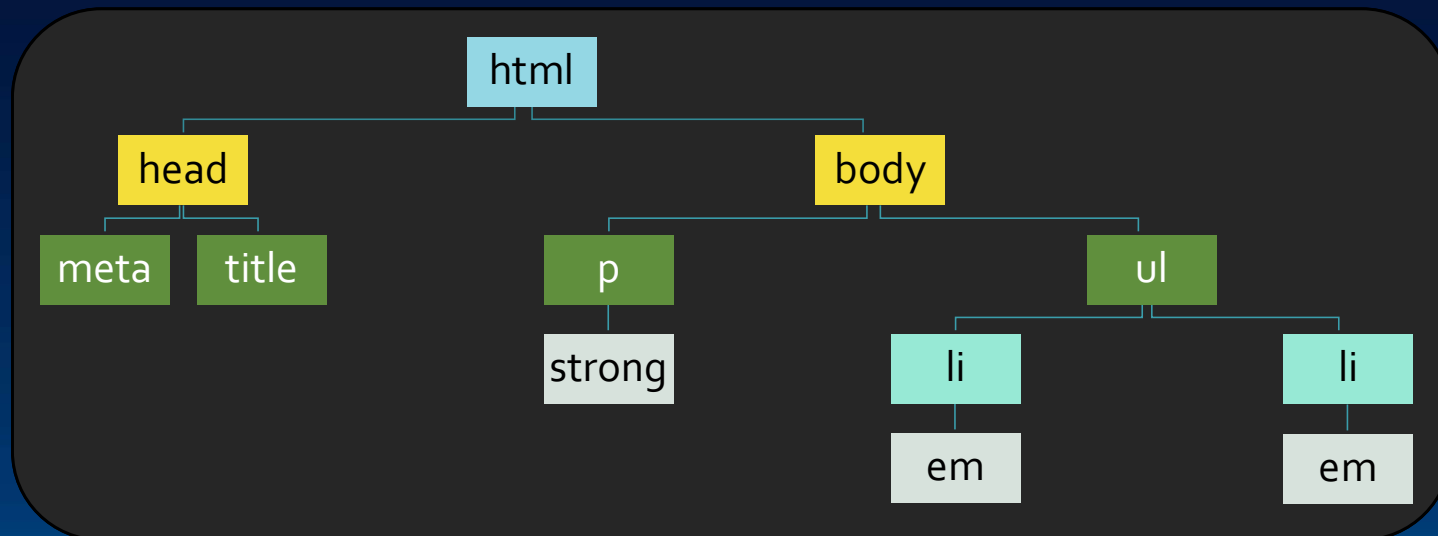 html
head body
meta title p ul
strong li li
em em